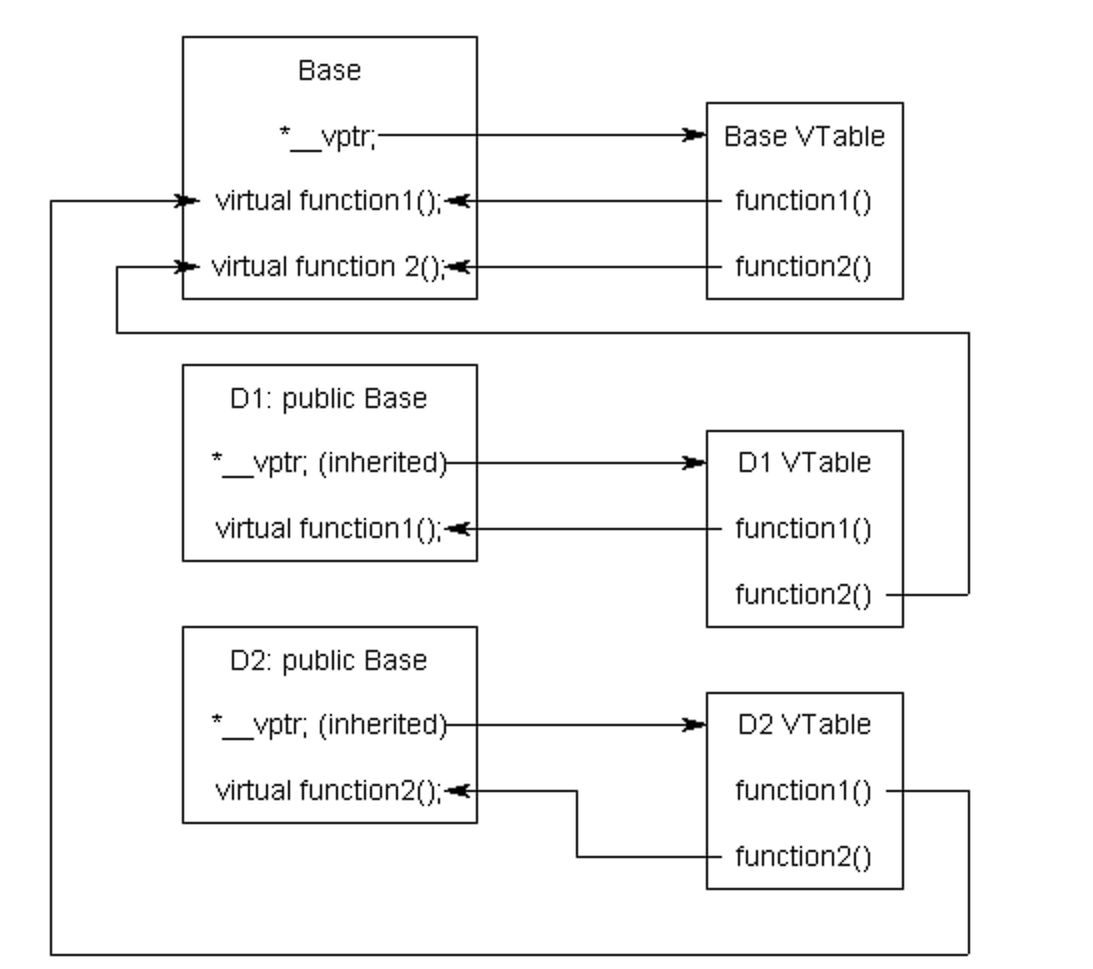 Base
*__vptr;
virtual function1();
virtual function 2();
Base VTable
function1()
function2()
D1: public Base
*__vptr; (inherited)
virtual function1();
D1 VTable
function1()
function2()
D2: public Base
*__vptr; (inherited)
virtual function2();
D2 VTable
function1()
function2()